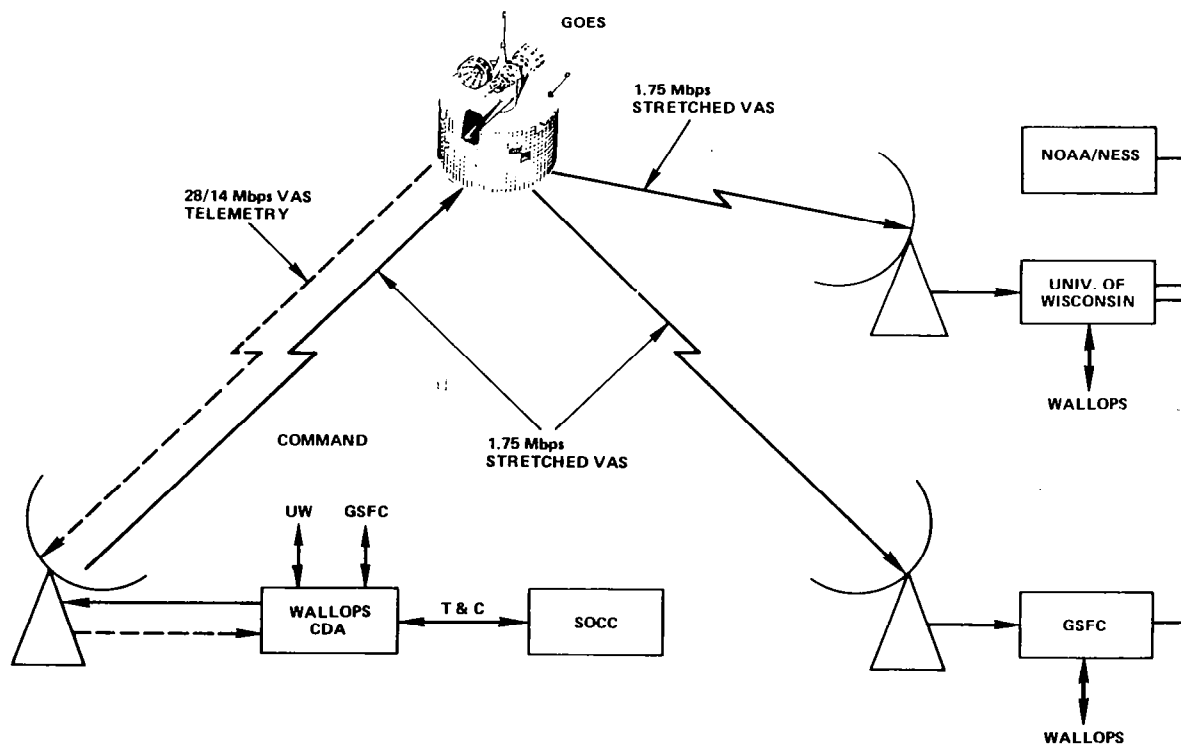 GOES
1.75 Mbps
STRETCHED VAS
NOAA/NESS
28/14 Mbps VAS
TELEMETRY
UNIV. OF
WISCONSIN
WALLOPS
1.75 Mbps
STRETCHED VAS
COMMAND
UW
GSFC
WALLOPS
CDA
T & C
SOCC
GSFC
WALLOPS